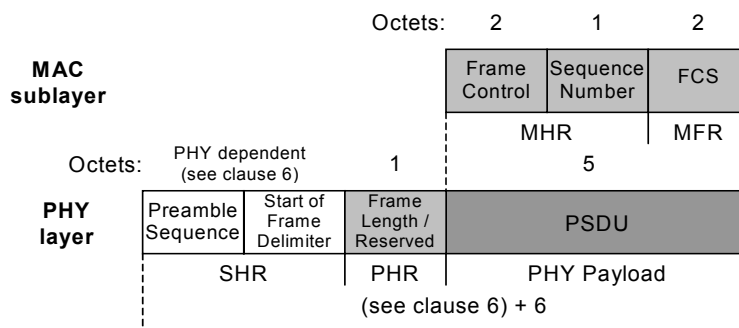 Octets: 2 1 2
MAC sublayer
Frame Control
Sequence Number
FCS
MHR
MFR
Octets:
PHY dependent
(see clause 6)
1
5
PHY layer
Preamble Sequence
Start of Frame Delimiter
Frame Length / Reserved
PSDU
SHR
PHR
PHY Payload
(see clause 6) + 6